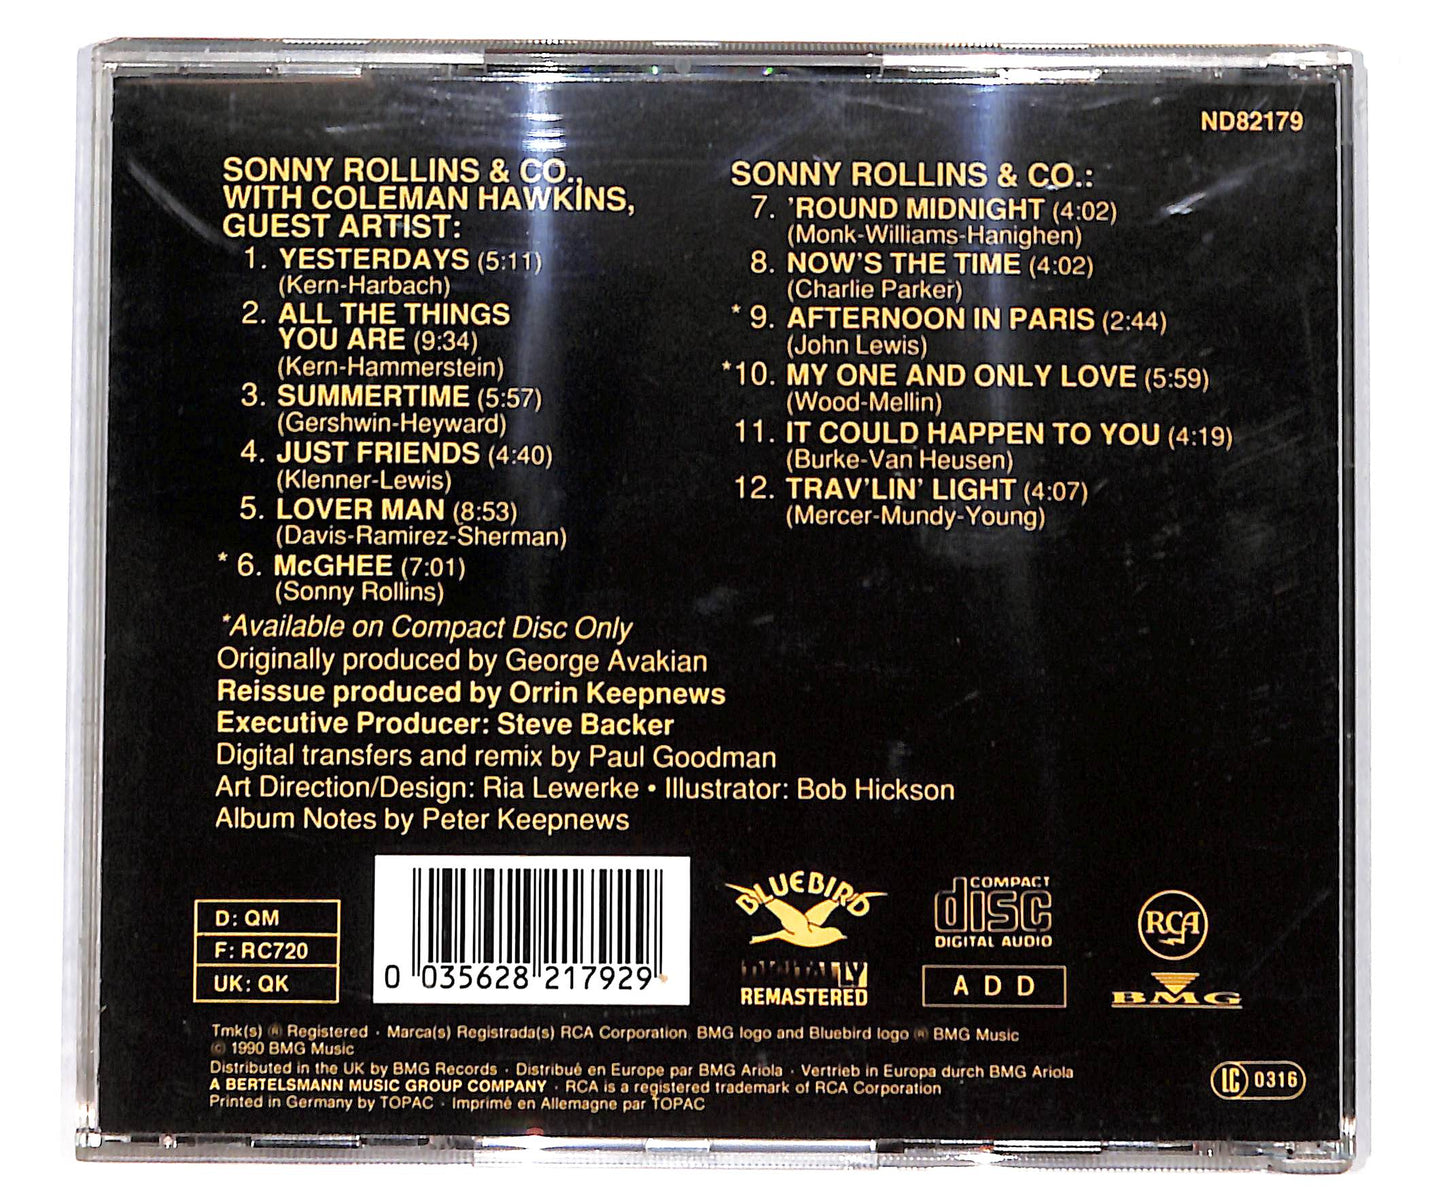 ND82179
SONNY ROLLINS & CO.,
WITH COLEMAN HAWKINS,
GUEST ARTIST:
1. YESTERDAYS (5:11)
(Kern-Harbach)
2. ALL THE THINGS
YOU ARE (9:34)
(Kern-Hammerstein)
3. SUMMERTIME (5:57)
(Gershwin-Heyward)
4. JUST FRIENDS (4:40)
(Klenner-Lewis)
5. LOVER MAN (8:53)
(Davis-Ramirez-Sherman)
* 6. McGHEE (7:01)
(Sonny Rollins)
SONNY ROLLINS & CO.:
7. 'ROUND MIDNIGHT (4:02)
(Monk-Williams-Hanighen)
8. NOW'S THE TIME (4:02)
(Charlie Parker)
* 9. AFTERNOON IN PARIS (2:44)
(John Lewis)
*10. MY ONE AND ONLY LOVE (5:59)
(Wood-Mellin)
11. IT COULD HAPPEN TO YOU (4:19)
(Burke-Van Heusen)
12. TRAV'LIN' LIGHT (4:07)
(Mercer-Mundy-Young)
*Available on Compact Disc Only
Originally produced by George Avakian
Reissue produced by Orrin Keepnews
Executive Producer: Steve Backer
Digital transfers and remix by Paul Goodman
Art Direction/Design: Ria Lewerke • Illustrator: Bob Hickson
Album Notes by Peter Keepnews
D: QM
F: RC720
UK: QK
0 035628 217929
BLUEBIRD
DIGITALLY
REMASTERED
COMPACT
disc
DIGITAL AUDIO
A D D
RCA
BMG
Tmk(s) ® Registered · Marca(s) Registrada(s) RCA Corporation, BMG logo and Bluebird logo ® BMG Music
© 1990 BMG Music
Distributed in the UK by BMG Records · Distribué en Europe par BMG Ariola · Vertrieb in Europa durch BMG Ariola
A BERTELSMANN MUSIC GROUP COMPANY · RCA is a registered trademark of RCA Corporation
Printed in Germany by TOPAC · Imprimé en Allemagne par TOPAC
LC 0316